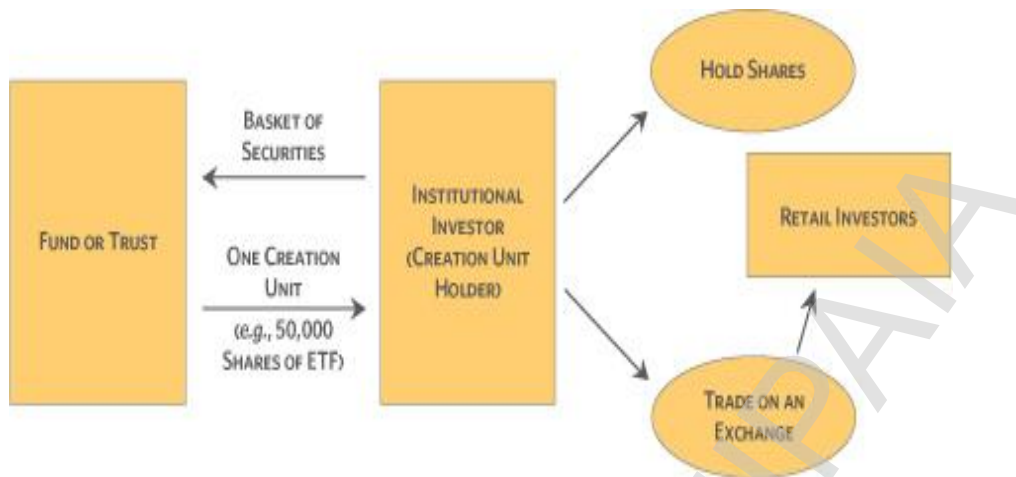 HOLD SHARES
BASKET OF
SECURITIES
RETAIL INVESTORS
INSTITUTIONAL
INVESTOR
(CREATION UNIT
HOLDER)
FUND OR TRUST
ONE CREATION
UNIT
(e.g., 50,000
SHARES OF ETF)
TRADE ON AN
EXCHANGE